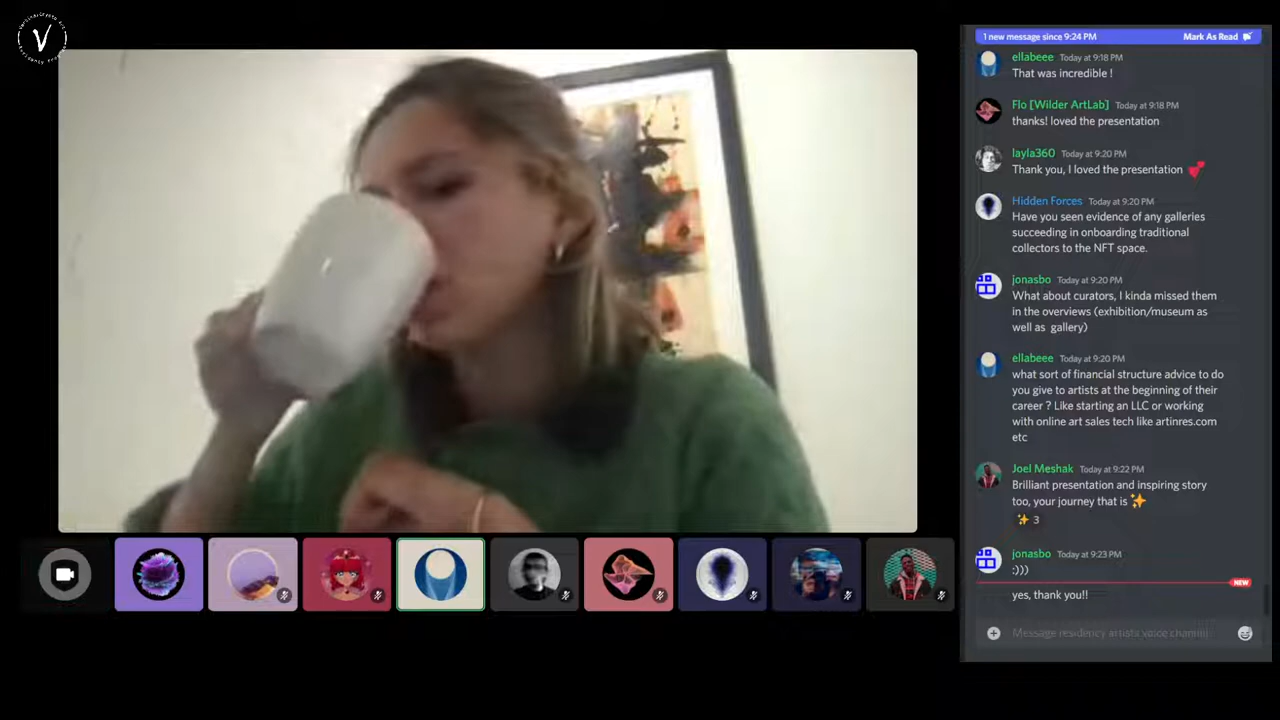 V
1 new message since 9:24 PM
Mark As Read
ellabeee Today at 9:18 PM
That was incredible !
Flo [Wilder ArtLab] Today at 9:18 PM
thanks! loved the presentation
layla360 Today at 9:20 PM
Thank you, I loved the presentation 💕
Hidden Forces Today at 9:20 PM
Have you seen evidence of any galleries
succeeding in onboarding traditional
collectors to the NFT space.
jonasbo Today at 9:20 PM
What about curators, I kinda missed them
in the overviews (exhibition/museum as
well as gallery)
ellabeee Today at 9:20 PM
what sort of financial structure advice to do
you give to artists at the beginning of their
career ? Like starting an LLC or working
with online art sales tech like artinres.com
etc
Joel Meshak Today at 9:22 PM
Brilliant presentation and inspiring story
too, your journey that is ✨
✨ 3
jonasbo Today at 9:23 PM
:)))
NEW
yes, thank you!!
Message residency artists voice channel